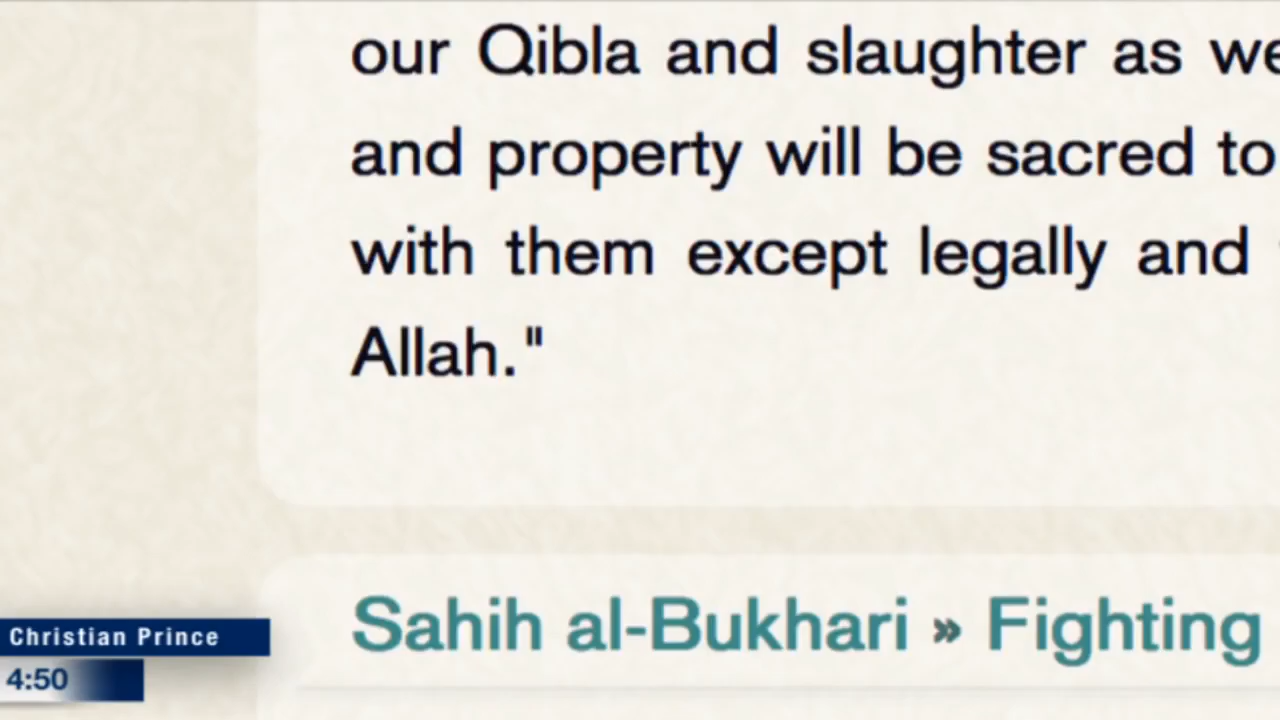 our Qibla and slaughter as we
and property will be sacred to
with them except legally and
Allah."
Sahih al-Bukhari » Fighting
Christian Prince
4:50